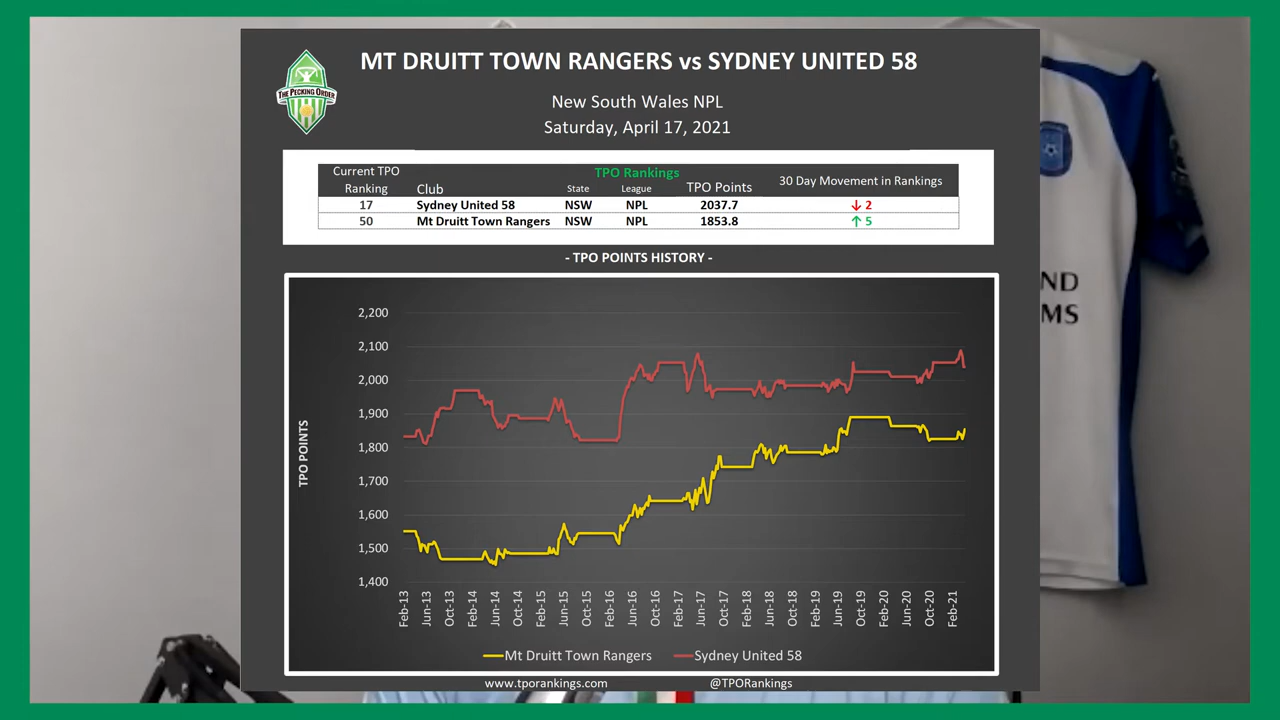 MT DRUITT TOWN RANGERS vs SYDNEY UNITED 58
THE PECKING ORDER
New South Wales NPL
Saturday, April 17, 2021
Current TPO Ranking Club TPO Rankings State League TPO Points 30 Day Movement in Rankings
17 Sydney United 58 NSW NPL 2037.7 ↓ 2
50 Mt Druitt Town Rangers NSW NPL 1853.8 ↑ 5
- TPO POINTS HISTORY -
TPO POINTS
2,200
2,100
2,000
1,900
1,800
1,700
1,600
1,500
1,400
Feb-13 Jun-13 Oct-13 Feb-14 Jun-14 Oct-14 Feb-15 Jun-15 Oct-15 Feb-16 Jun-16 Oct-16 Feb-17 Jun-17 Oct-17 Feb-18 Jun-18 Oct-18 Feb-19 Jun-19 Oct-19 Feb-20 Jun-20 Oct-20 Feb-21
Mt Druitt Town Rangers Sydney United 58
www.tporankings.com @TPORankings
ND
MS